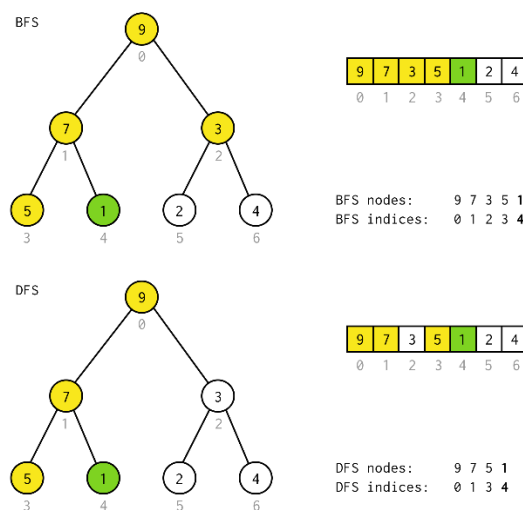 BFS
9
0
9 7 3 5 1 2 4
0 1 2 3 4 5 6
7 3
1 2
BFS nodes: 9 7 3 5 1
BFS indices: 0 1 2 3 4
5 1 2 4
3 4 5 6
DFS
9
0
9 7 3 5 1 2 4
0 1 2 3 4 5 6
7 3
1 2
DFS nodes: 9 7 5 1
DFS indices: 0 1 3 4
5 1 2 4
3 4 5 6